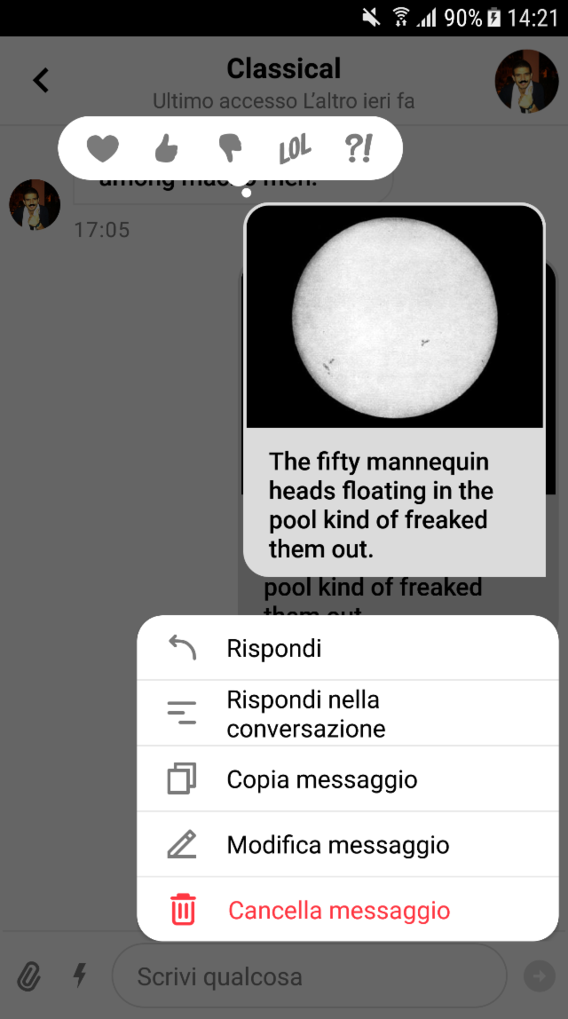 90% 14:21
Classical
Ultimo accesso L'altro ieri fa
LOL ?!
among macho men.
17:05
The fifty mannequin
heads floating in the
pool kind of freaked
them out.
pool kind of freaked
them out.
Rispondi
Rispondi nella
conversazione
Copia messaggio
Modifica messaggio
Cancella messaggio
Scrivi qualcosa